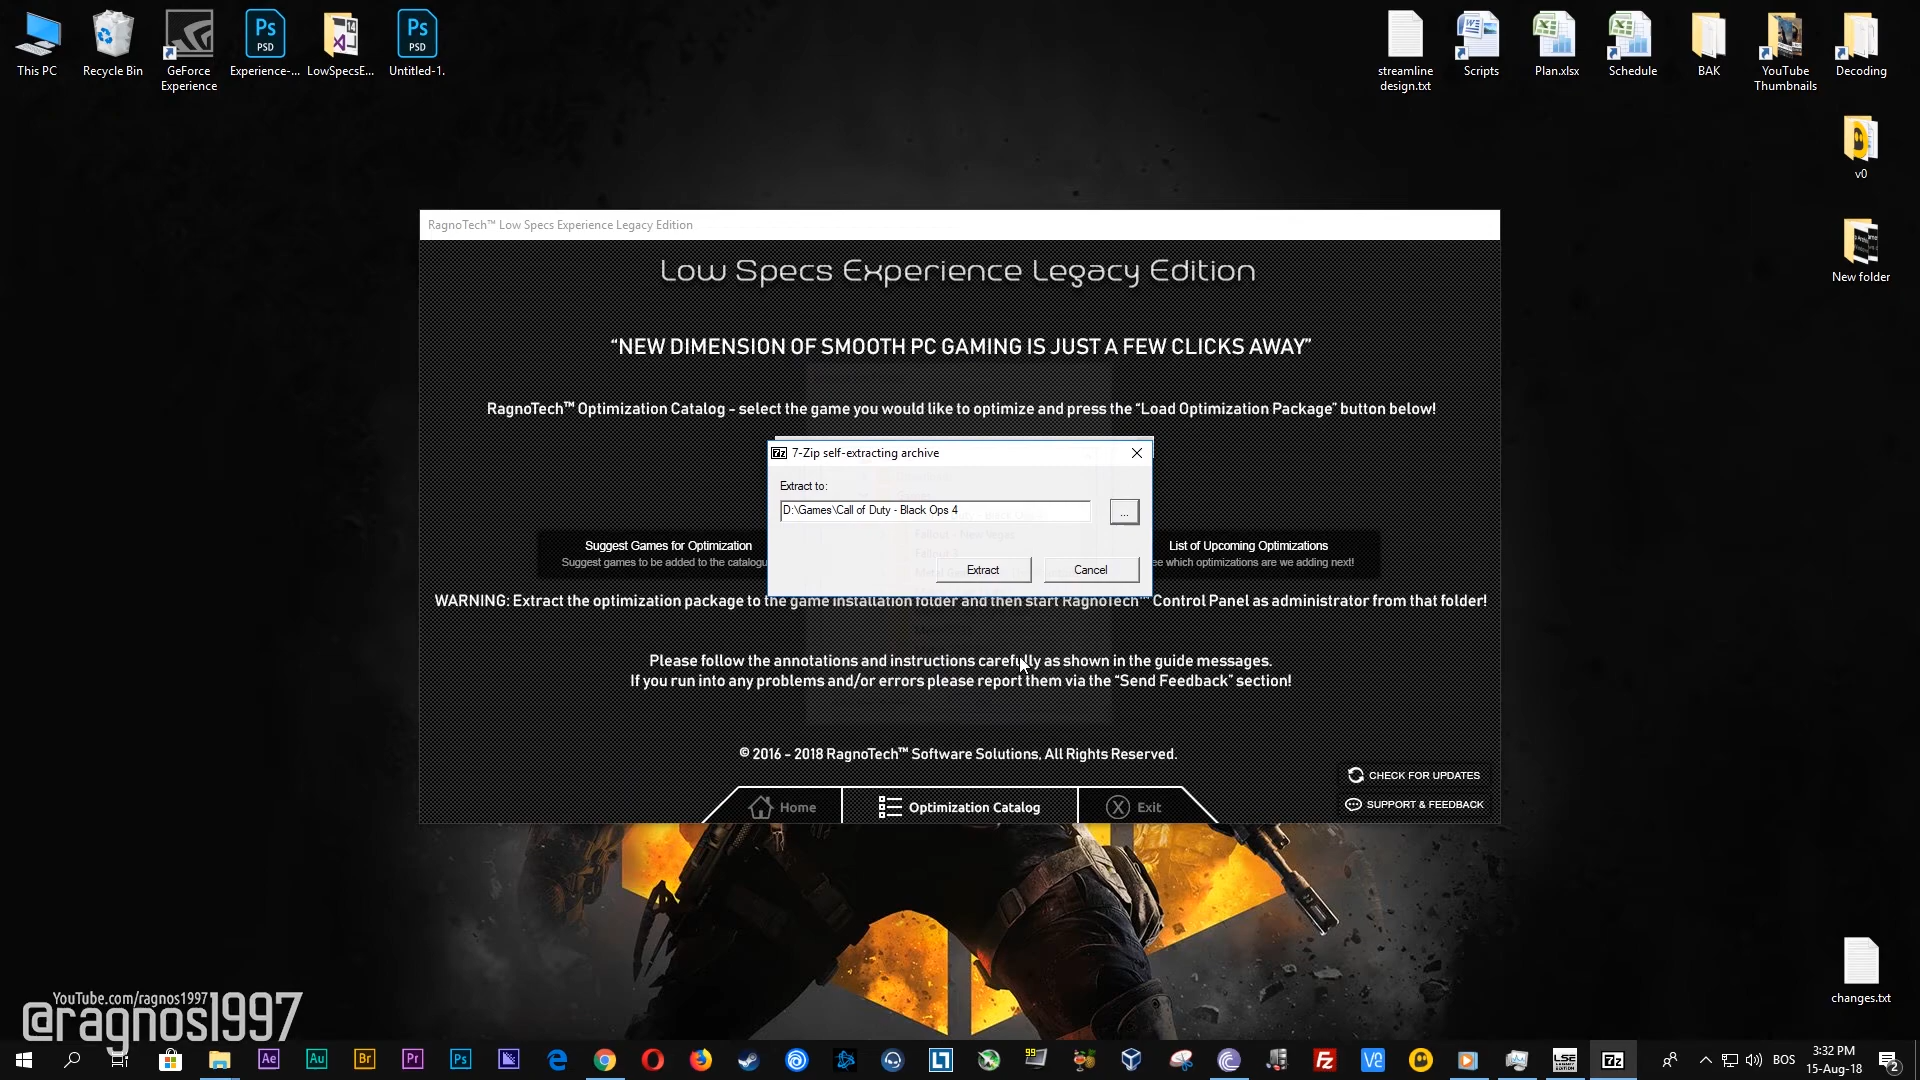 This PC
Recycle Bin
GeForce Experience
Experience-...
LowSpecsE...
Untitled-1.
streamline design.txt
Scripts
Plan.xlsx
Schedule
BAK
YouTube Thumbnails
Decoding
v0
New folder
RagnoTech™ Low Specs Experience Legacy Edition
Low Specs Experience Legacy Edition
“NEW DIMENSION OF SMOOTH PC GAMING IS JUST A FEW CLICKS AWAY”
RagnoTech™ Optimization Catalog - select the game you would like to optimize and press the “Load Optimization Package” button below!
7-Zip self-extracting archive
Extract to:
D:\Games\Call of Duty - Black Ops 4
...
Extract
Cancel
Suggest Games for Optimization
Suggest games to be added to the catalogu
List of Upcoming Optimizations
ee which optimizations are we adding next!
WARNING: Extract the optimization package to the game installation folder and then start RagnoTech™ Control Panel as administrator from that folder!
Please follow the annotations and instructions carefully as shown in the guide messages.
If you run into any problems and/or errors please report them via the “Send Feedback” section!
© 2016 - 2018 RagnoTech™ Software Solutions, All Rights Reserved.
CHECK FOR UPDATES
SUPPORT & FEEDBACK
Home
Optimization Catalog
Exit
changes.txt
YouTube.com/ragnos1997
@ragnos1997
BOS
3:32 PM
15-Aug-18
2